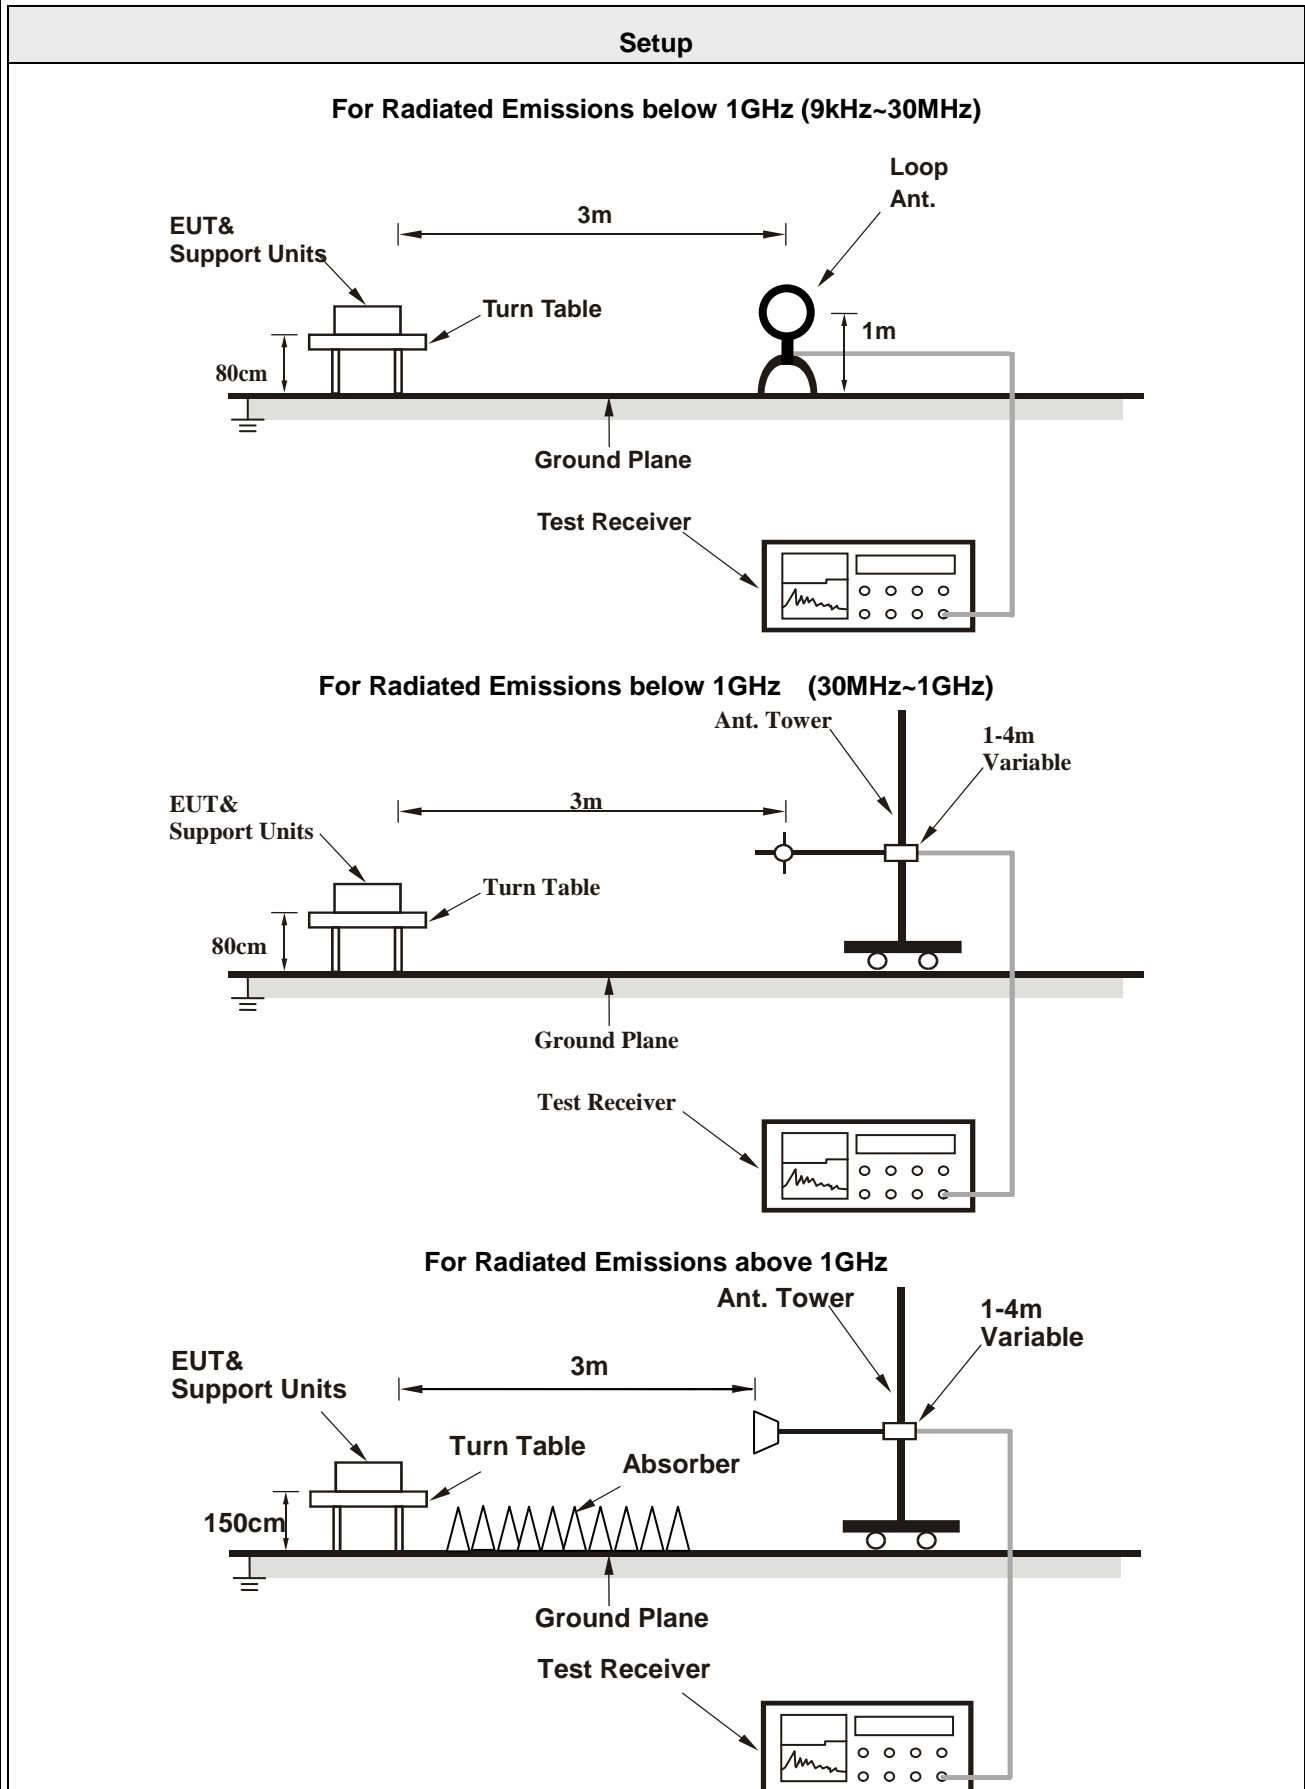 Setup
For Radiated Emissions below 1GHz (9kHz~30MHz)
Loop
Ant.
3m
EUT&
Support Units
Turn Table
1m
80cm
Ground Plane
Test Receiver
For Radiated Emissions below 1GHz (30MHz~1GHz)
Ant. Tower
1-4m
Variable
3m
EUT&
Support Units
Turn Table
80cm
Ground Plane
Test Receiver
For Radiated Emissions above 1GHz
Ant. Tower
1-4m
Variable
EUT&
Support Units
3m
Turn Table
Absorber
150cm
Ground Plane
Test Receiver